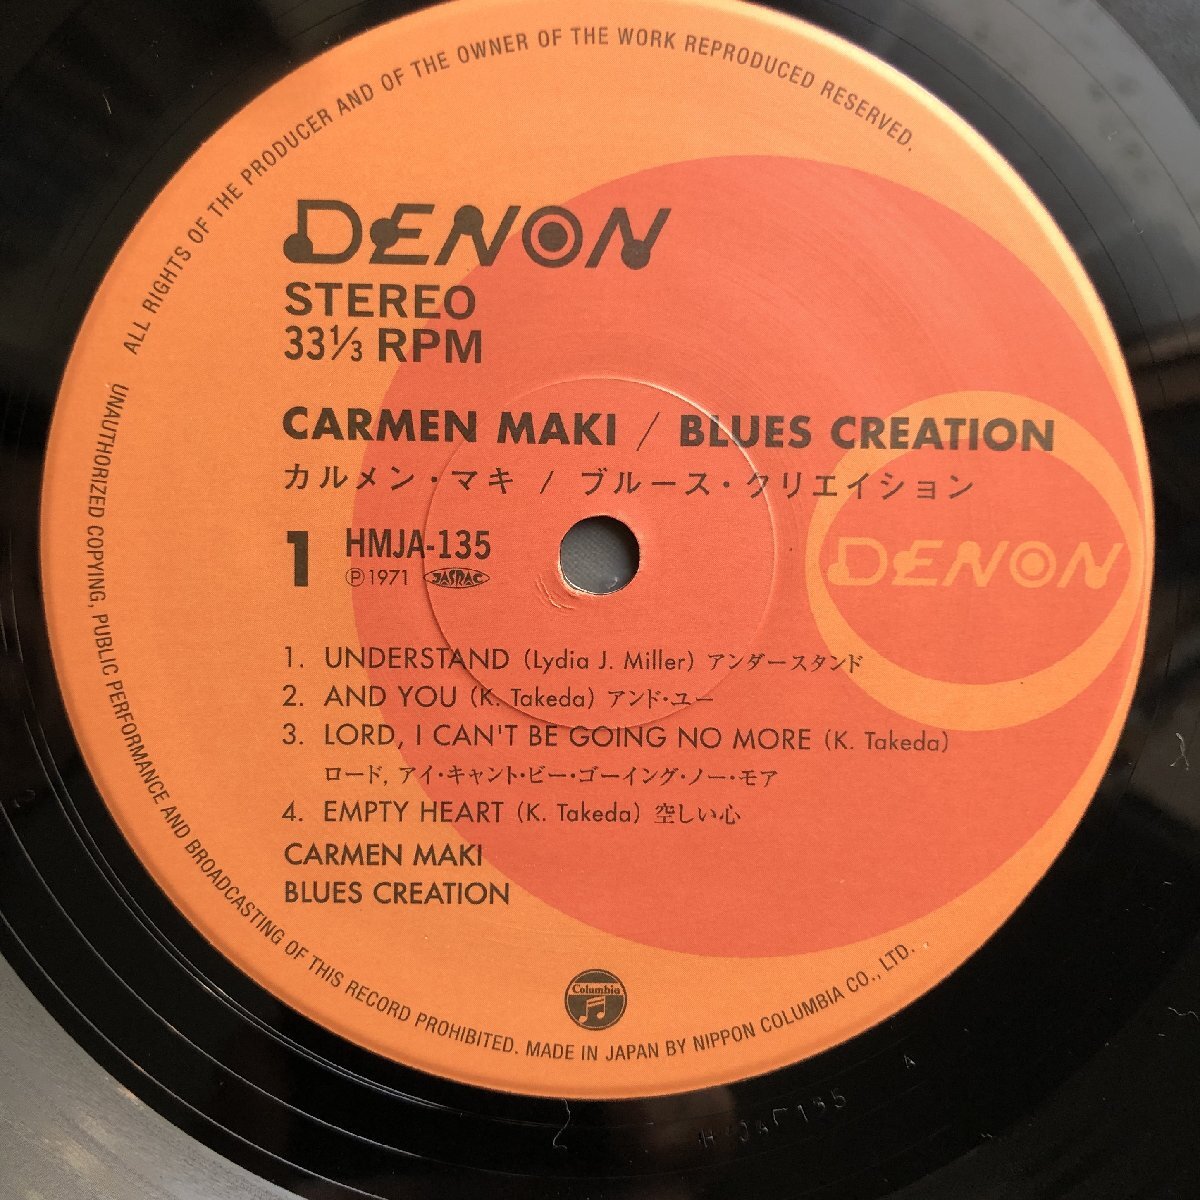 ALL RIGHTS OF THE PRODUCER AND OF THE OWNER OF THE WORK REPRODUCED RESERVED.
DENON
STEREO
33⅓ RPM
CARMEN MAKI / BLUES CREATION
カルメン・マキ / ブルース・クリエイション
1 HMJA-135
Ⓟ1971 JASRAC
DENON
1. UNDERSTAND (Lydia J. Miller) アンダースタンド
2. AND YOU (K. Takeda) アンド・ユー
3. LORD, I CAN'T BE GOING NO MORE (K. Takeda)
ロード, アイ・キャント・ビー・ゴーイング・ノー・モア
4. EMPTY HEART (K. Takeda) 空しい心
CARMEN MAKI
BLUES CREATION
Columbia
UNAUTHORIZED COPYING, PUBLIC PERFORMANCE AND BROADCASTING OF THIS RECORD PROHIBITED. MADE IN JAPAN BY NIPPON COLUMBIA CO., LTD.